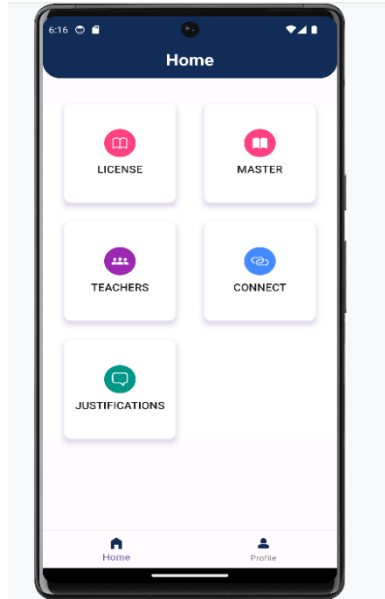 6:16
Home
LICENSE MASTER
TEACHERS CONNECT
JUSTIFICATIONS
Home Profile